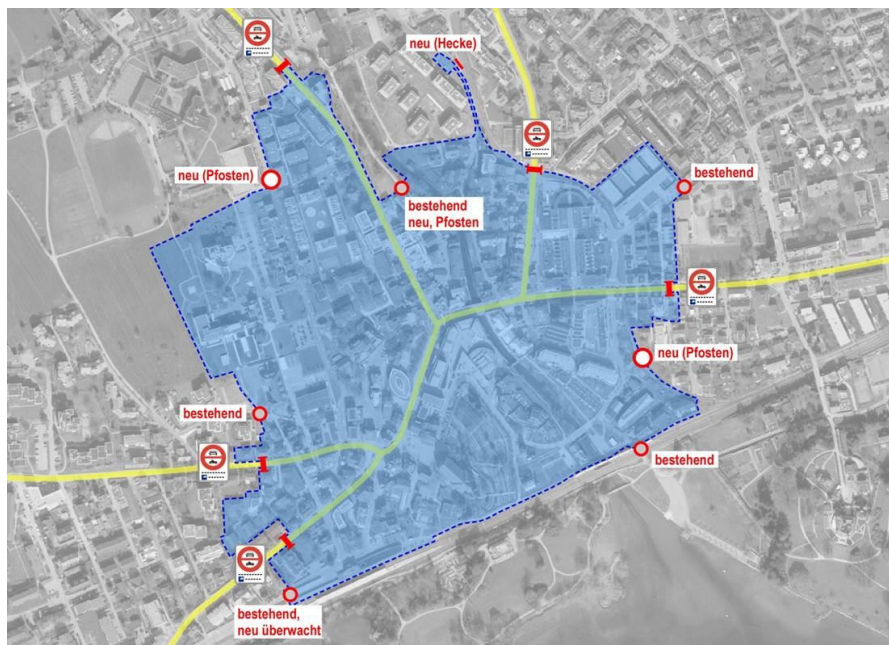 neu (Hecke)
neu (Pfosten)
bestehend
bestehend
neu, Pfosten
neu (Pfosten)
bestehend
bestehend
bestehend,
neu überwacht